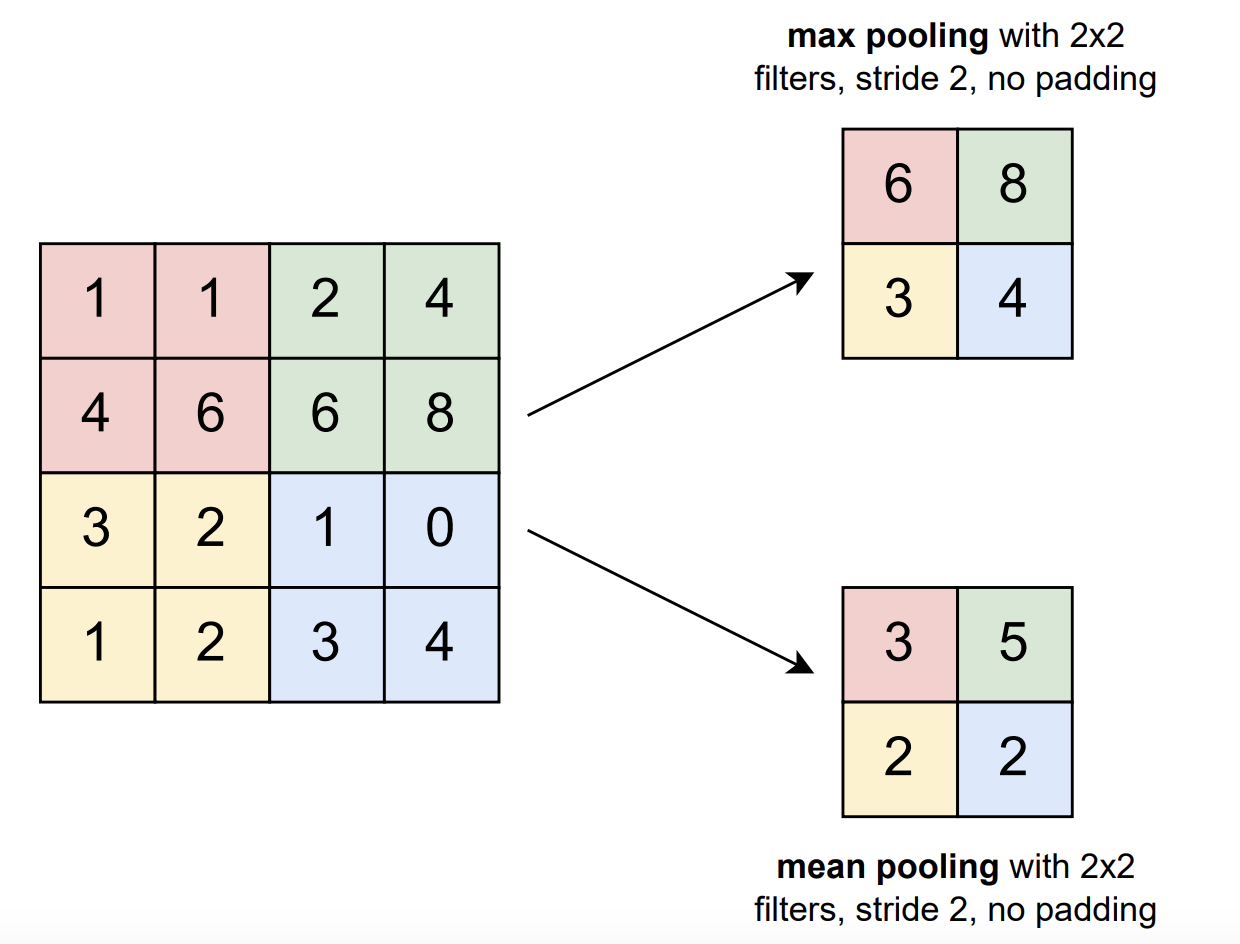 max pooling with 2x2
filters, stride 2, no padding
6 8
3 4
1 1 2 4
4 6 6 8
3 2 1 0
1 2 3 4
3 5
2 2
mean pooling with 2x2
filters, stride 2, no padding